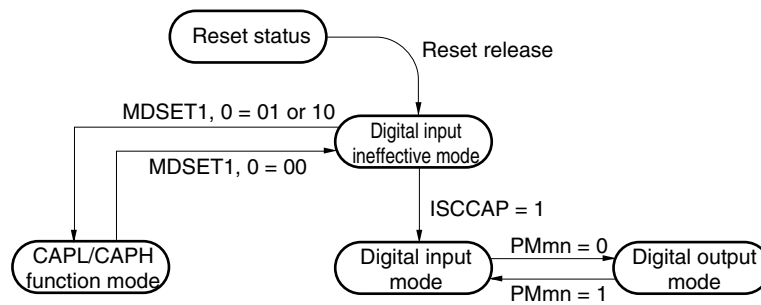 Reset status
Reset release
MDSET1, 0 = 01 or 10
Digital input
ineffective mode
MDSET1, 0 = 00
ISCCAP = 1
CAPL/CAPH
function mode
Digital input
mode
PMmn = 0
PMmn = 1
Digital output
mode